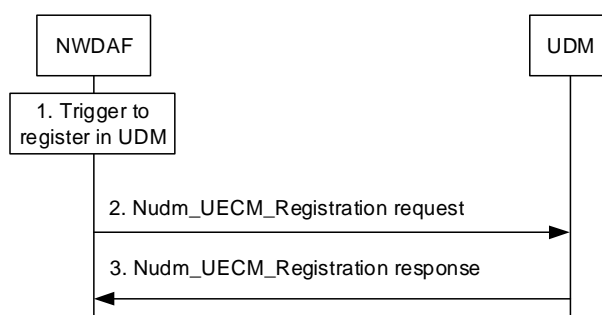 NWDAF
UDM
1. Trigger to
register in UDM
2. Nudm_UECM_Registration request
3. Nudm_UECM_Registration response